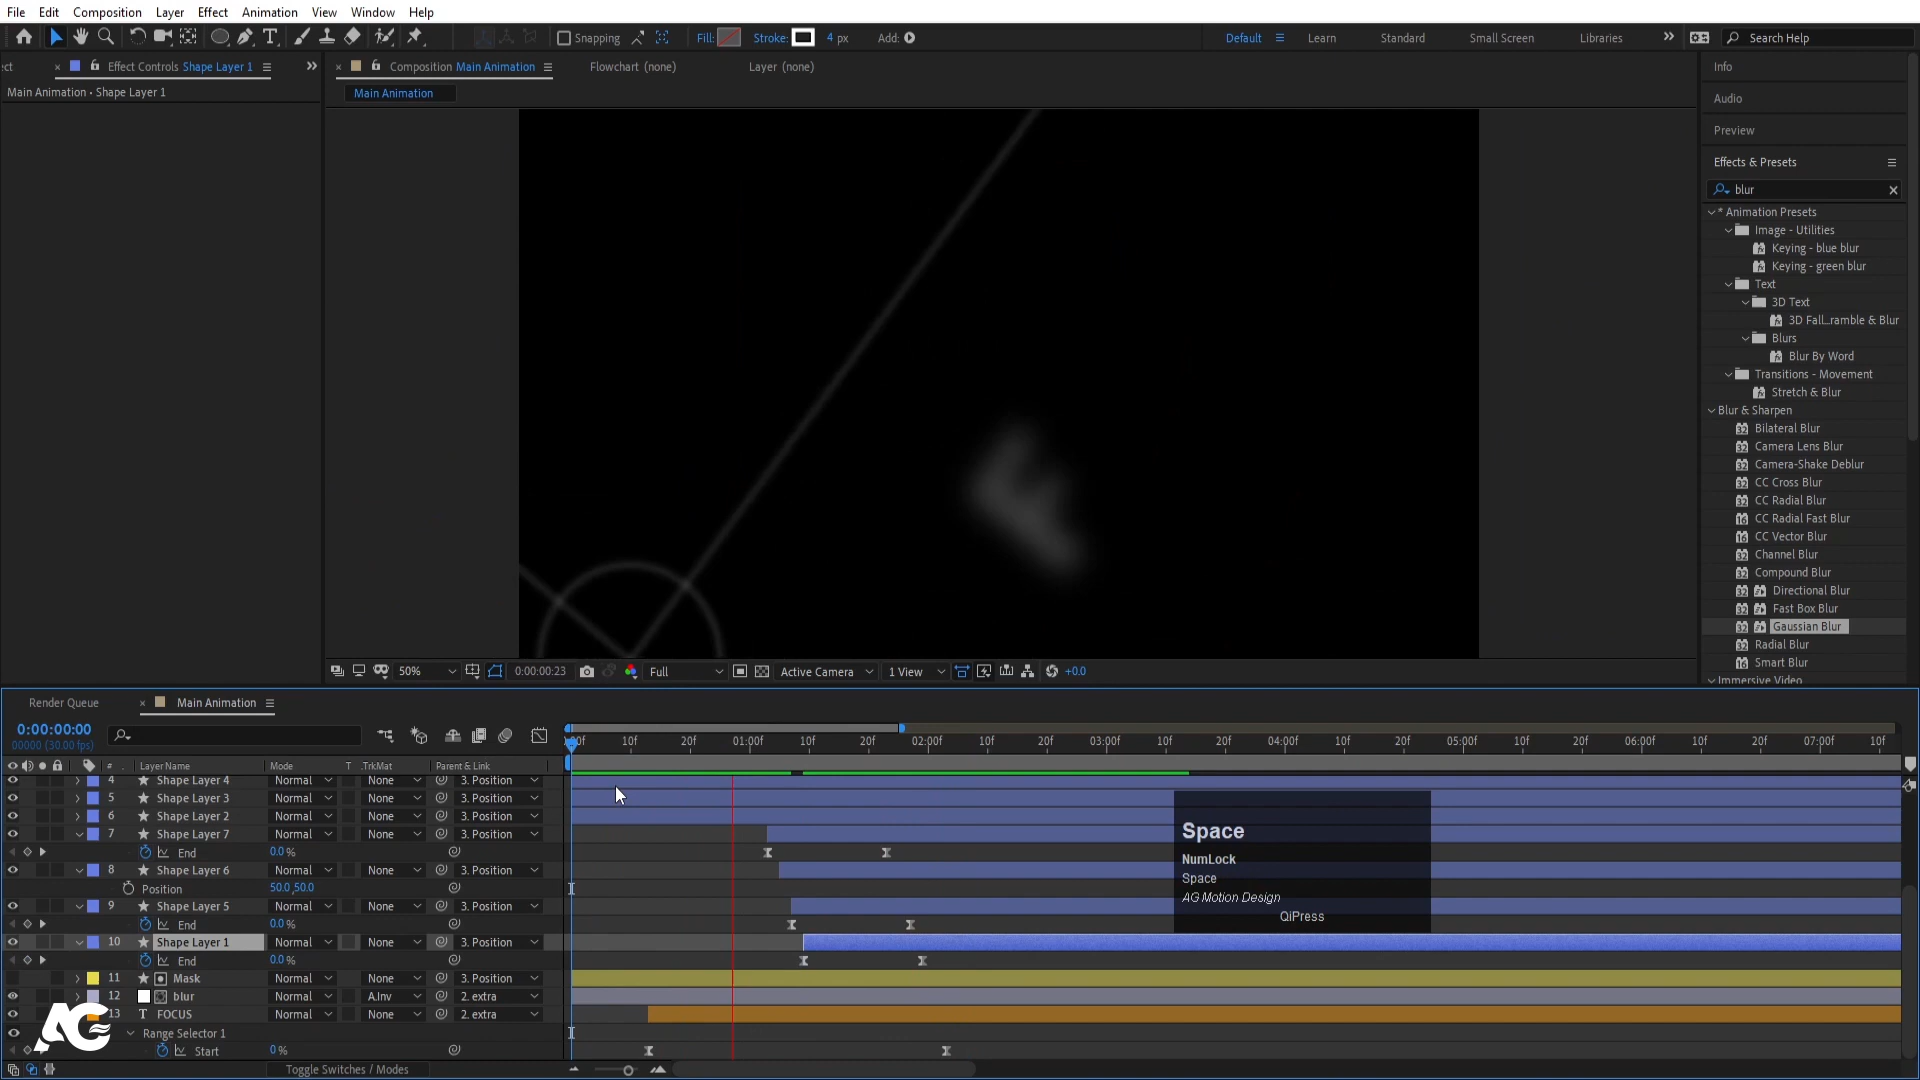 File Edit Composition Layer Effect Animation View Window Help
Snapping Fill: Stroke: 4 px Add: Default Learn Standard Small Screen Libraries Search Help
ct Effect Controls Shape Layer 1 Composition Main Animation Flowchart (none) Layer (none) Info
Main Animation • Shape Layer 1
Main Animation
Audio
Preview
Effects & Presets
blur
* Animation Presets
Image - Utilities
Keying - blue blur
Keying - green blur
Text
3D Text
3D Fall...ramble & Blur
Blurs
Blur By Word
Transitions - Movement
Stretch & Blur
Blur & Sharpen
Bilateral Blur
Camera Lens Blur
Camera-Shake Deblur
CC Cross Blur
CC Radial Blur
CC Radial Fast Blur
CC Vector Blur
Channel Blur
Compound Blur
Directional Blur
Fast Box Blur
Gaussian Blur
Radial Blur
Smart Blur
Immersive Video
50% 0:00:00:23 Full Active Camera 1 View +0.0
Render Queue Main Animation
0:00:00:00
00000 (30.00 fps)
:00f 10f 20f 01:00f 10f 20f 02:00f 10f 20f 03:00f 10f 20f 04:00f 10f 20f 05:00f 10f 20f 06:00f 10f 20f 07:00f 10f
# Layer Name Mode T .TrkMat Parent & Link
4 Shape Layer 4 Normal None 3. Position
5 Shape Layer 3 Normal None 3. Position
6 Shape Layer 2 Normal None 3. Position
7 Shape Layer 7 Normal None 3. Position
End 0.0 %
8 Shape Layer 6 Normal None 3. Position
Position 50.0,50.0
9 Shape Layer 5 Normal None 3. Position
End 0.0 %
10 Shape Layer 1 Normal None 3. Position
End 0.0 %
11 Mask Normal None 3. Position
12 blur Normal A.Inv 2. extra
13 T FOCUS Normal None 2. extra
Range Selector 1
Start 0 %
Toggle Switches / Modes
Space
NumLock
Space
AG Motion Design
QiPress
AG